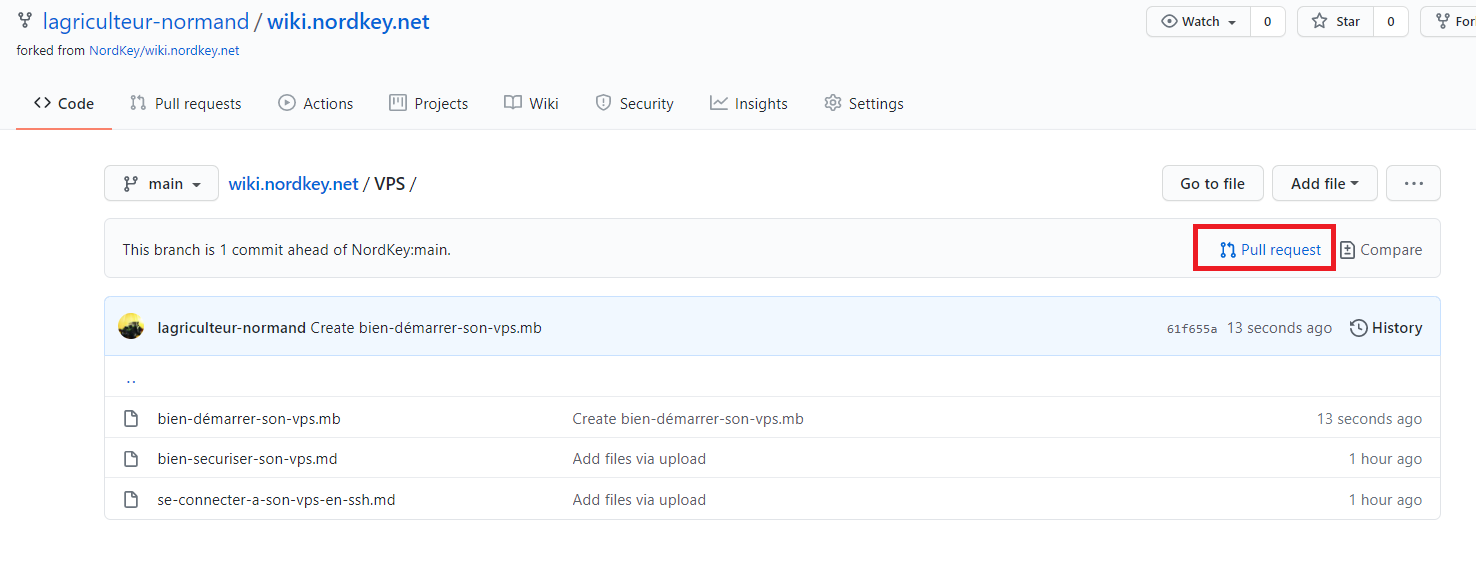 lagriculteur-normand / wiki.nordkey.net
Watch 0 Star 0 For
forked from NordKey/wiki.nordkey.net
Code Pull requests Actions Projects Wiki Security Insights Settings
main wiki.nordkey.net / VPS / Go to file Add file ...
This branch is 1 commit ahead of NordKey:main. Pull request Compare
lagriculteur-normand Create bien-démarrer-son-vps.mb 61f655a 13 seconds ago History
..
bien-démarrer-son-vps.mb Create bien-démarrer-son-vps.mb 13 seconds ago
bien-securiser-son-vps.md Add files via upload 1 hour ago
se-connecter-a-son-vps-en-ssh.md Add files via upload 1 hour ago